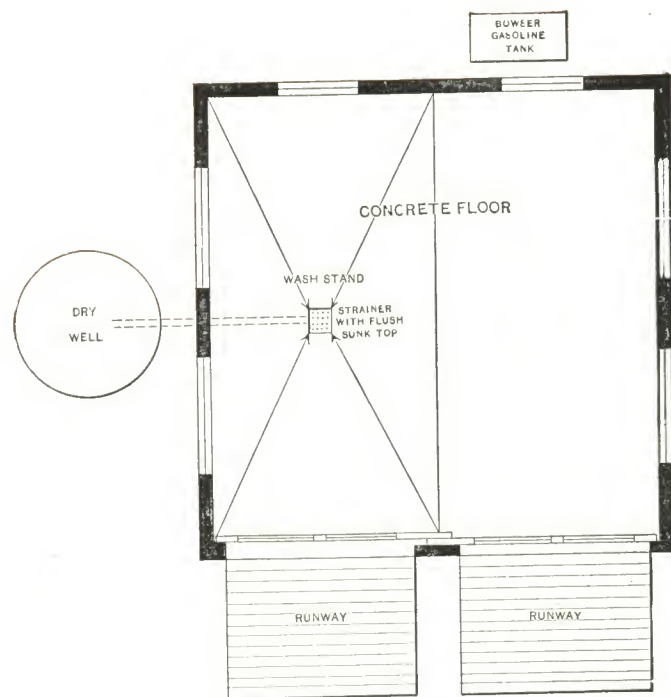 BOWSER
GASOLINE
TANK
CONCRETE FLOOR
WASH STAND
DRY
WELL
STRAINER
WITH FLUSH
SUNK TOP
RUNWAY
RUNWAY